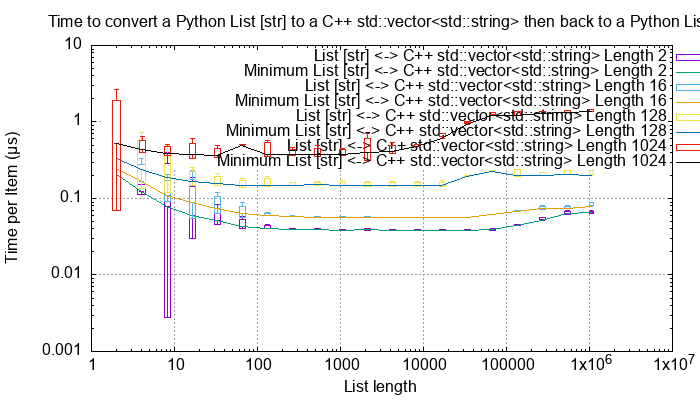 Time to convert a Python List [str] to a C++ std::vector<std::string> then back to a Python Lis
10
1
0.1
0.01
0.001
Time per Item (µs)
List [str] <-> C++ std::vector<std::string> Length 2
Minimum List [str] <-> C++ std::vector<std::string> Length 2
List [str] <-> C++ std::vector<std::string> Length 16
Minimum List [str] <-> C++ std::vector<std::string> Length 16
List [str] <-> C++ std::vector<std::string> Length 128
Minimum List [str] <-> C++ std::vector<std::string> Length 128
List [str] <-> C++ std::vector<std::string> Length 1024
Minimum List [str] <-> C++ std::vector<std::string> Length 1024
1 10 100 1000 10000 100000 1x10⁶ 1x10⁷
List length